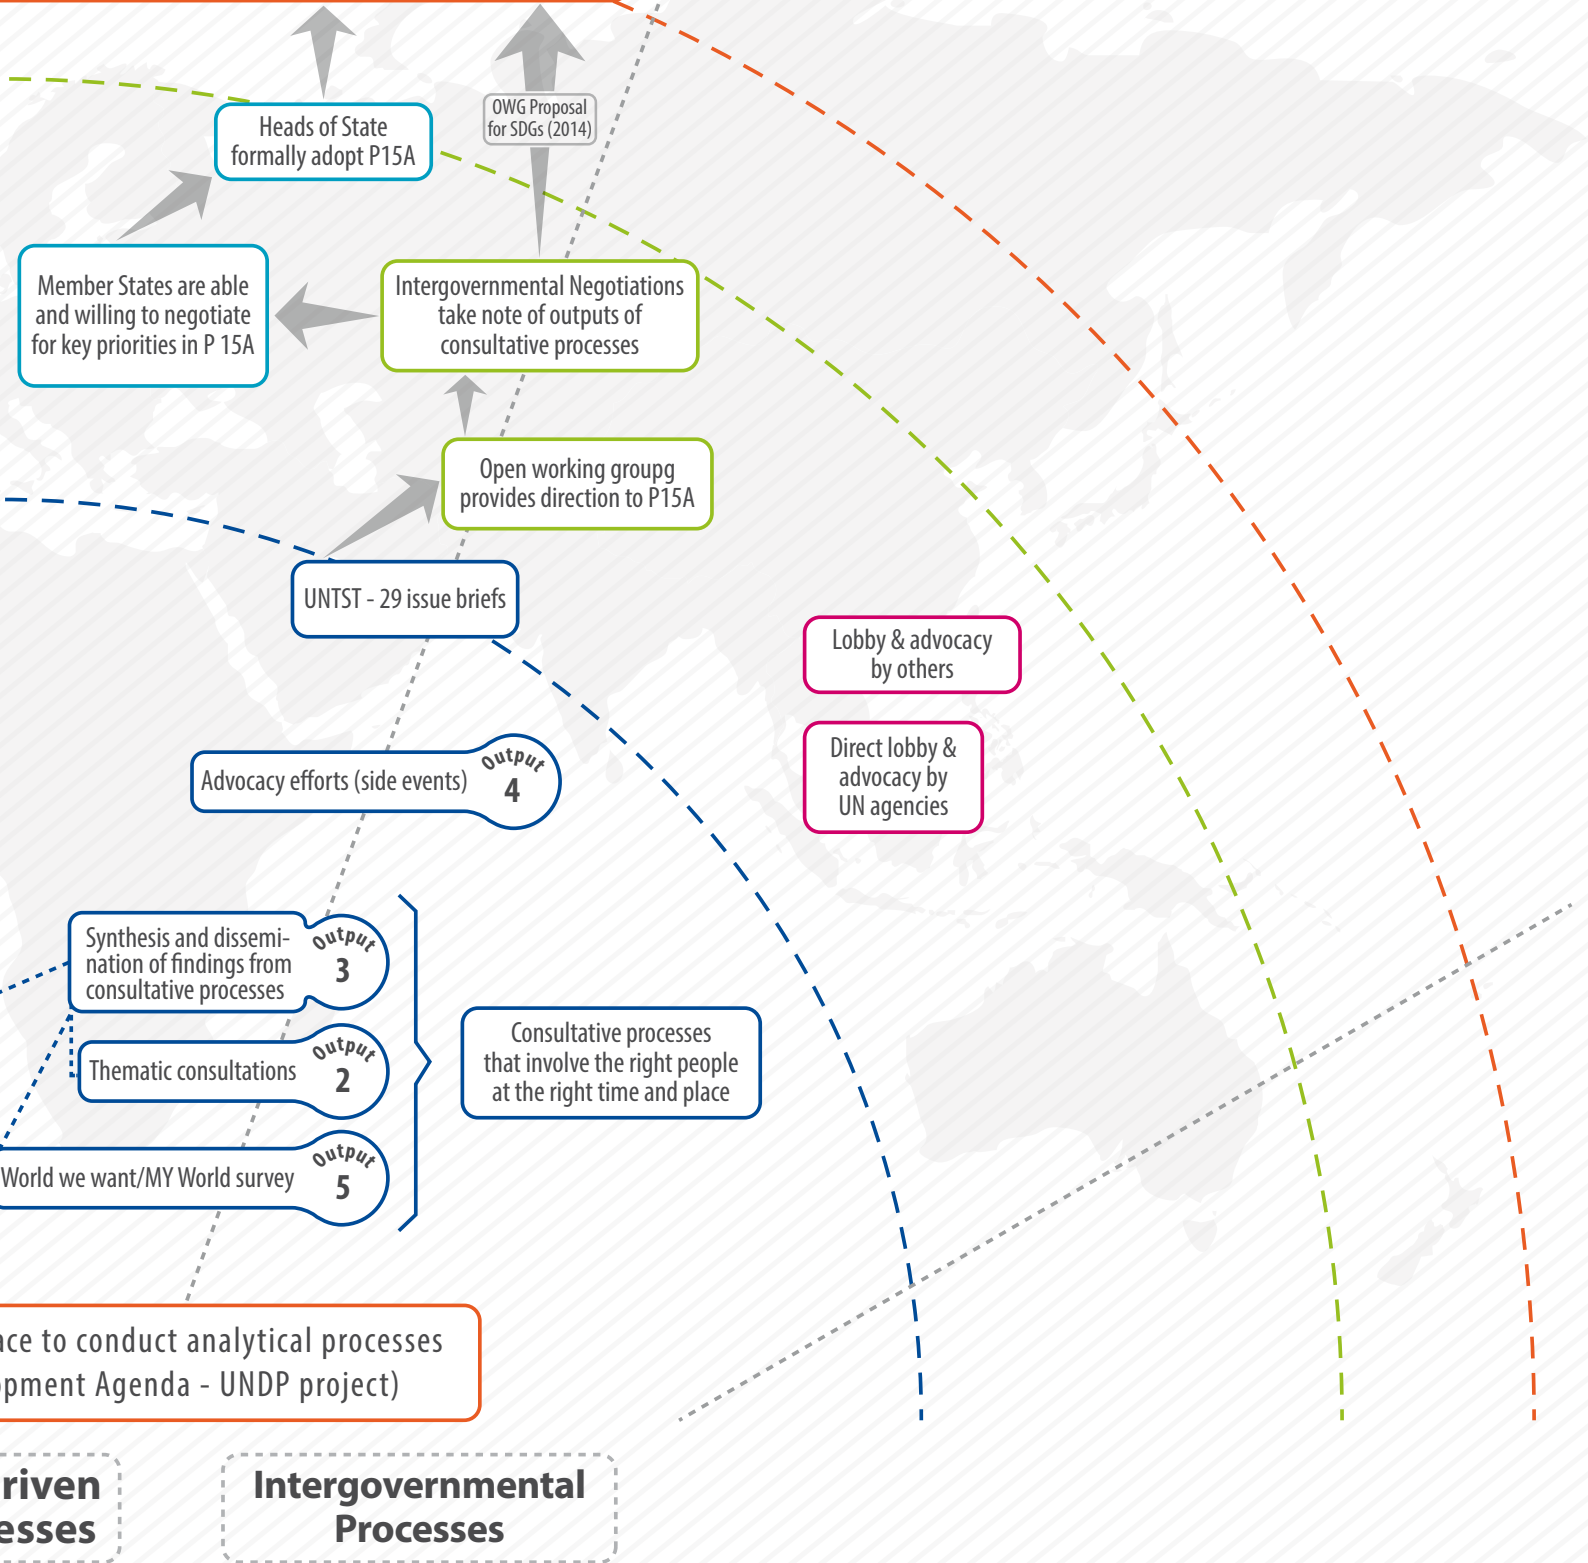 OWG Proposal
for SDGs (2014)
Heads of State
formally adopt P15A
Member States are able
and willing to negotiate
for key priorities in P 15A
Intergovernmental Negotiations
take note of outputs of
consultative processes
Open working groupg
provides direction to P15A
UNTST - 29 issue briefs
Lobby & advocacy
by others
Direct lobby &
advocacy by
UN agencies
Advocacy efforts (side events)
Output
4
Synthesis and dissemi-
nation of findings from
consultative processes
Output
3
Thematic consultations
Output
2
World we want/MY World survey
Output
5
Consultative processes
that involve the right people
at the right time and place
ace to conduct analytical processes
opment Agenda - UNDP project)
riven
esses
Intergovernmental
Processes